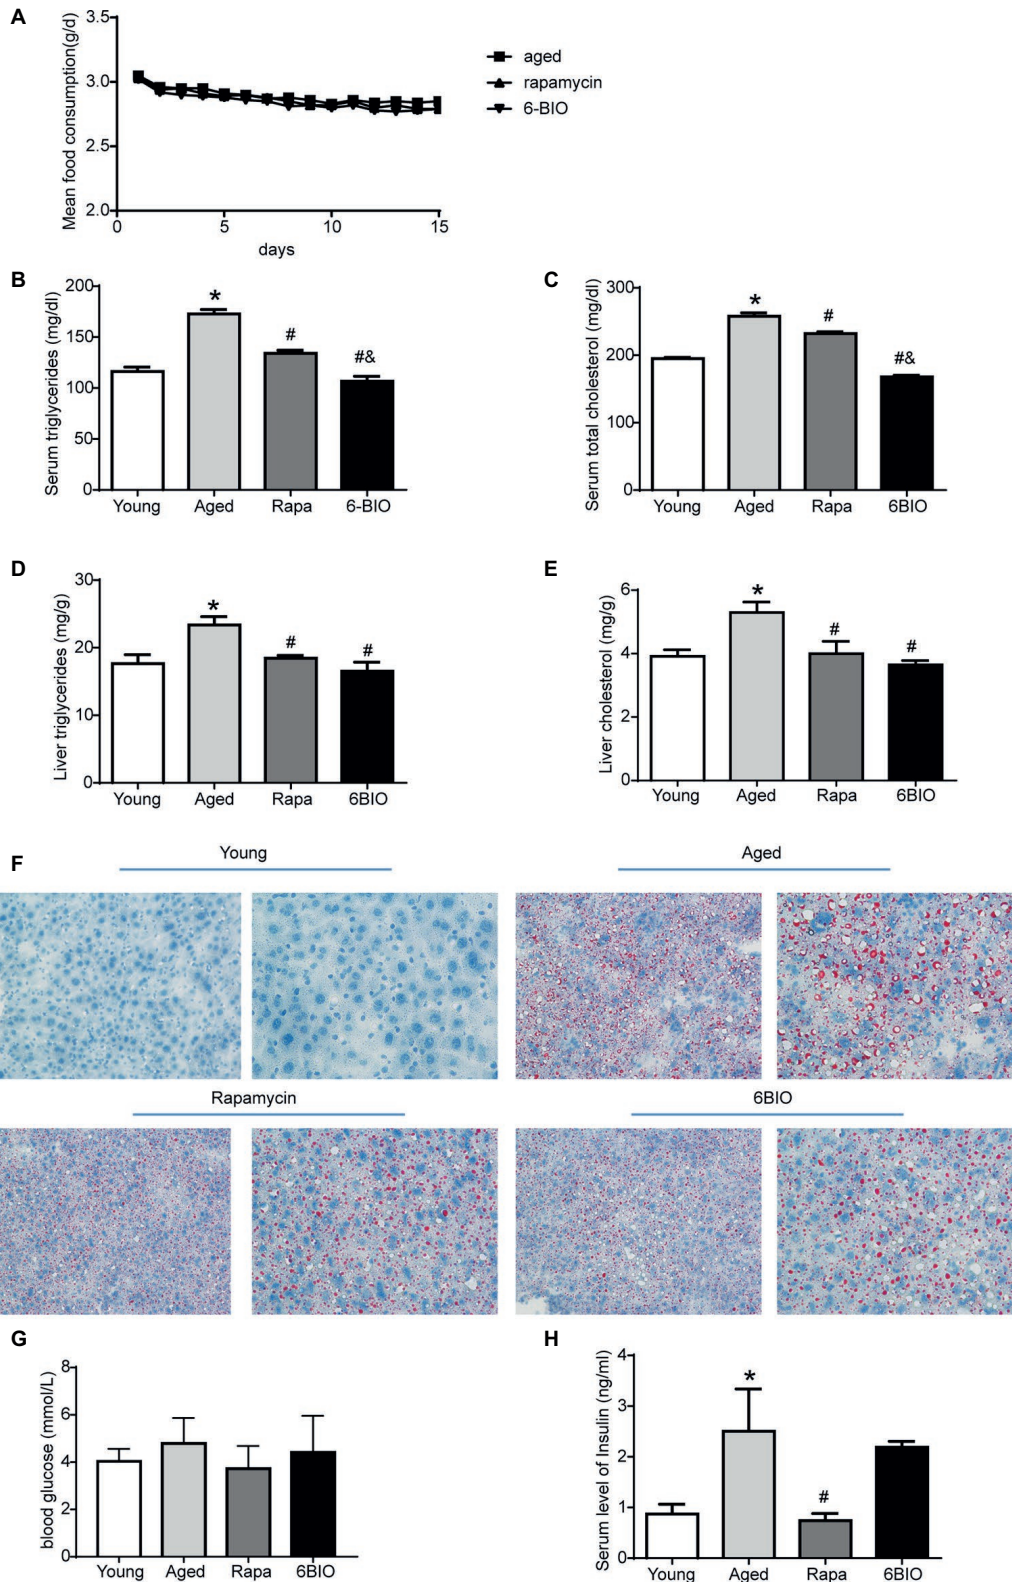 A
Mean food consumption(g/d)
3.5
3.0
2.5
2.0
0 5 10 15
days
aged
rapamycin
6-BIO
B
Serum triglycerides (mg/dl)
200
150
100
50
0
*
#
#&
Young Aged Rapa 6-BIO
C
Serum total cholesterol (mg/dl)
300
200
100
0
*
#
#&
Young Aged Rapa 6BIO
D
Liver triglycerides (mg/g)
30
20
10
0
*
#
#
Young Aged Rapa 6BIO
E
Liver cholesterol (mg/g)
6
4
2
0
*
#
#
Young Aged Rapa 6BIO
F
Young
Aged
Rapamycin
6BIO
G
blood glucose (mmol/L)
8
6
4
2
0
Young Aged Rapa 6BIO
H
Serum level of Insulin (ng/ml)
4
3
2
1
0
*
#
Young Aged Rapa 6BIO